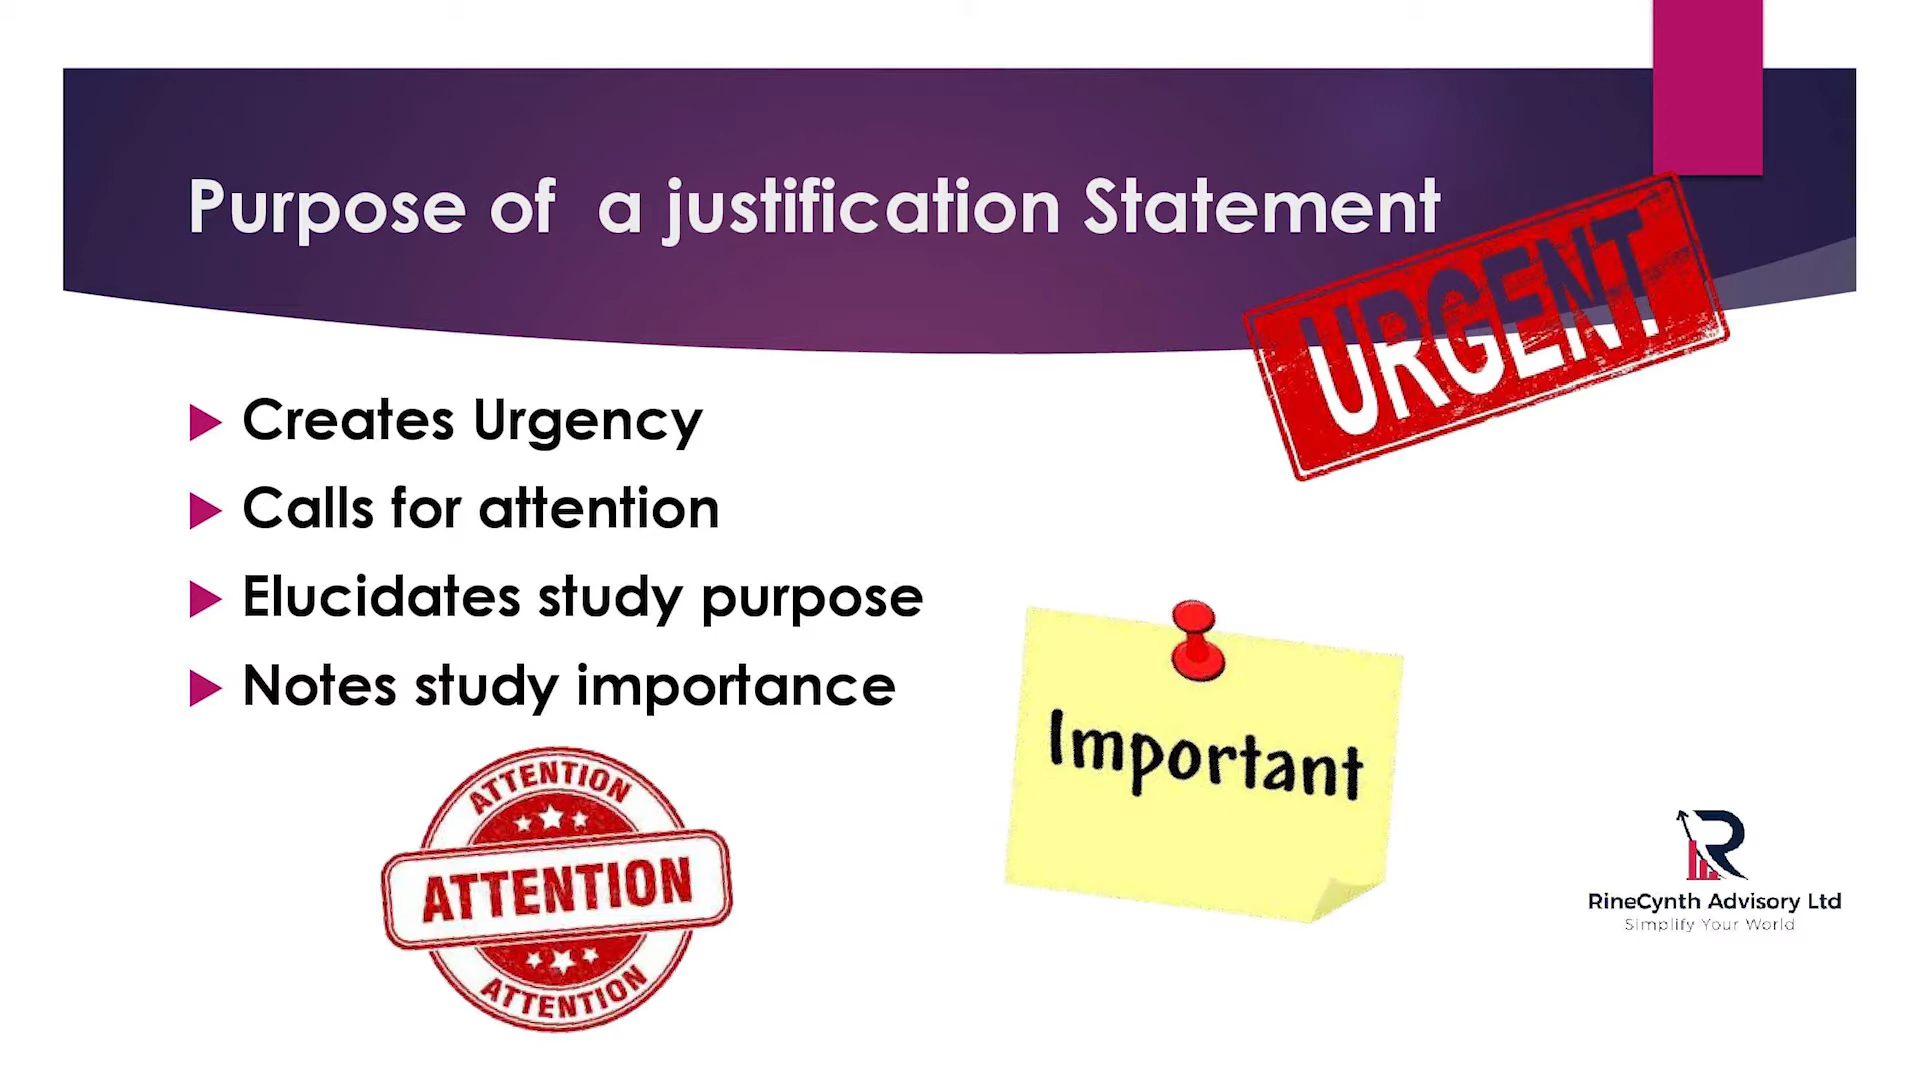 Purpose of a justification Statement
URGENT
Creates Urgency
Calls for attention
Elucidates study purpose
Notes study importance
Important
ATTENTION
ATTENTION
ATTENTION
R
RineCynth Advisory Ltd
Simplify Your World